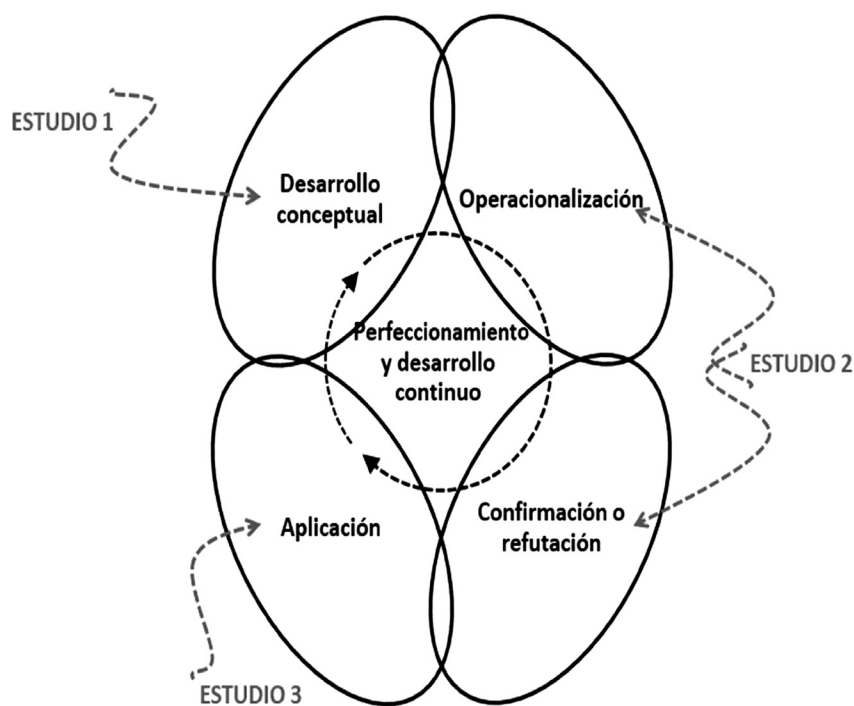 ESTUDIO 1
Desarrollo
conceptual
Operacionalización
Perfeccionamiento
y desarrollo
continuo
ESTUDIO 2
Aplicación
Confirmación o
refutación
ESTUDIO 3